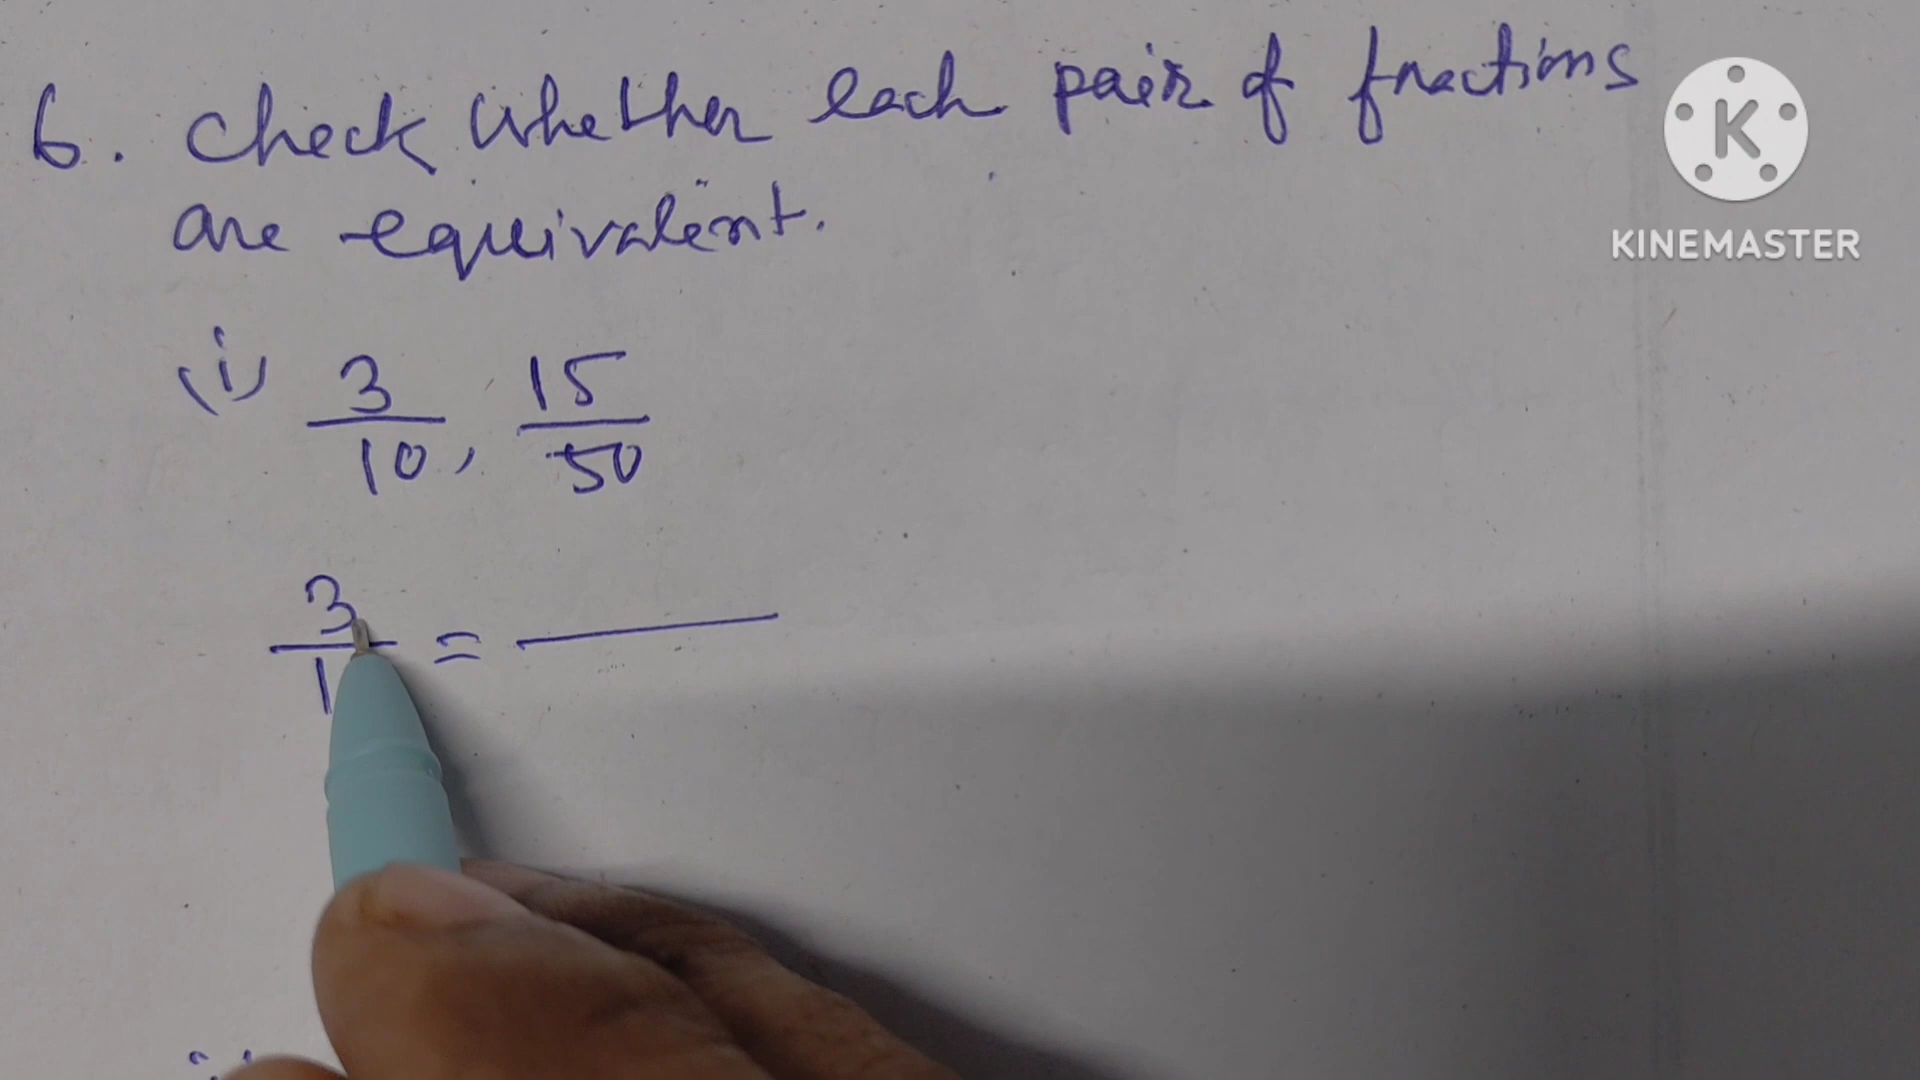 6. Check whether each pair of fractions
are equivalent.
K
KINEMASTER
(i) 3/10, 15/50
3/1 =